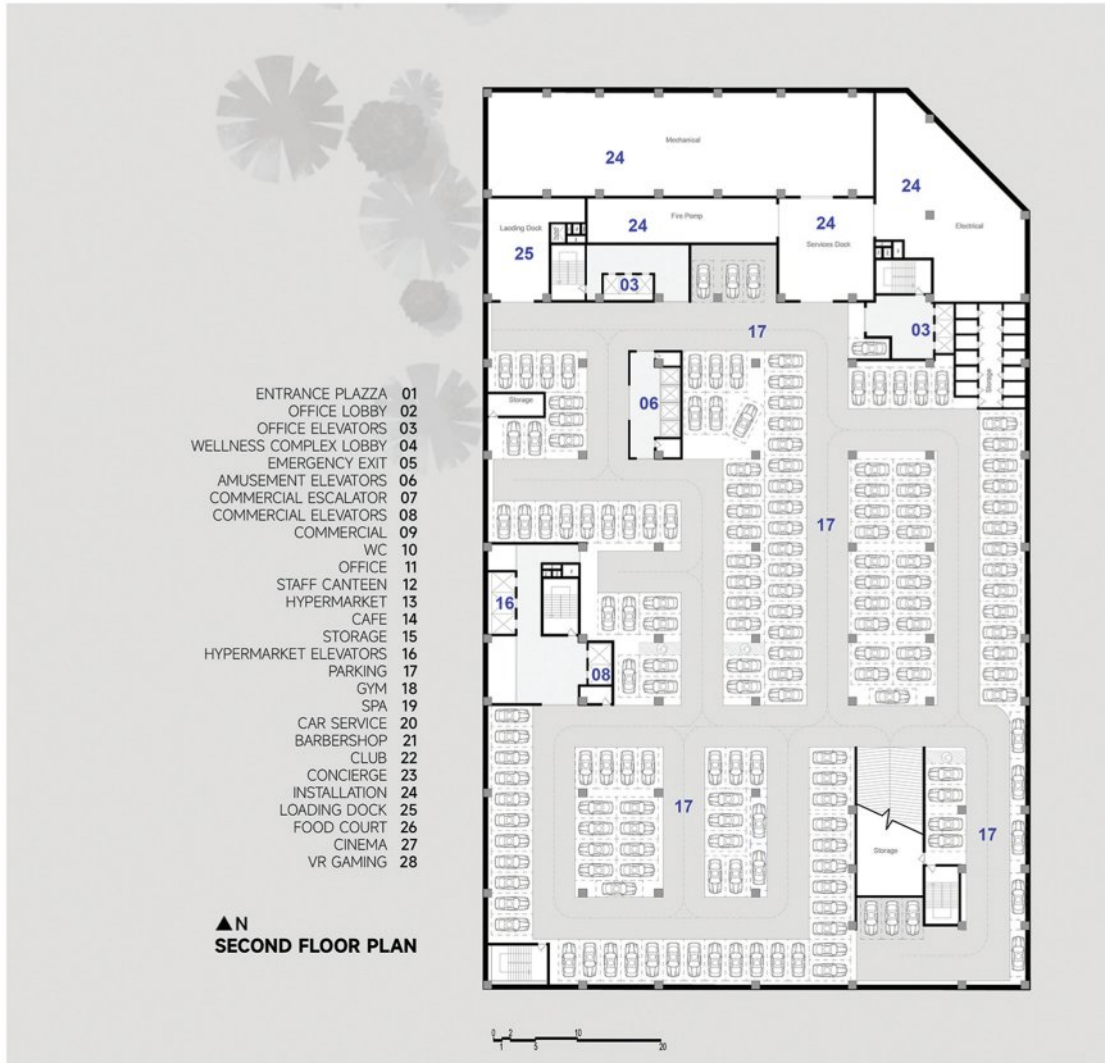 Mechanical
24
24
Fire Pomp
24
24
Laoding Dock
Services Dock
Electrical
25
03
17
03
Storage
Storage
06
ENTRANCE PLAZZA 01
OFFICE LOBBY 02
OFFICE ELEVATORS 03
WELLNESS COMPLEX LOBBY 04
EMERGENCY EXIT 05
AMUSEMENT ELEVATORS 06
COMMERCIAL ESCALATOR 07
COMMERCIAL ELEVATORS 08
COMMERCIAL 09
WC 10
OFFICE 11
STAFF CANTEEN 12
HYPERMARKET 13
CAFE 14
STORAGE 15
HYPERMARKET ELEVATORS 16
PARKING 17
GYM 18
SPA 19
CAR SERVICE 20
BARBERSHOP 21
CLUB 22
CONCIERGE 23
INSTALLATION 24
LOADING DOCK 25
FOOD COURT 26
CINEMA 27
VR GAMING 28
17
16
08
17
17
Storage
N
SECOND FLOOR PLAN
0 2 10
1 5 20